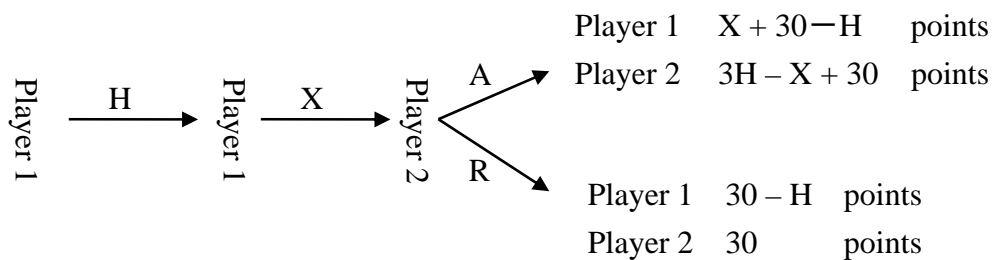 Player 1 X + 30－H points
Player 2 3H – X + 30 points
Player 1
H
Player 1
X
Player 2
A
R
Player 1 30 – H points
Player 2 30 points